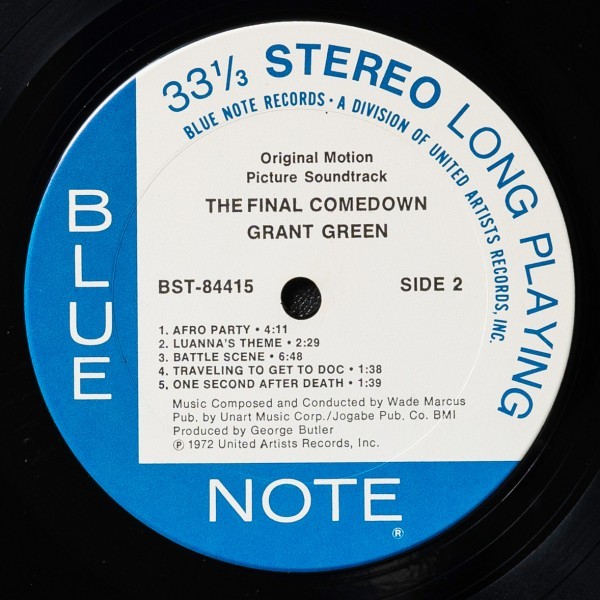 33⅓ STEREO LONG PLAYING
BLUE NOTE RECORDS • A DIVISION OF UNITED ARTISTS RECORDS, INC.
Original Motion
Picture Soundtrack
THE FINAL COMEDOWN
GRANT GREEN
BST-84415 SIDE 2
1. AFRO PARTY • 4:11
2. LUANNA'S THEME • 2:29
3. BATTLE SCENE • 6:48
4. TRAVELING TO GET TO DOC • 1:38
5. ONE SECOND AFTER DEATH • 1:39
Music Composed and Conducted by Wade Marcus
Pub. by Unart Music Corp./Jogabe Pub. Co. BMI
Produced by George Butler
℗ 1972 United Artists Records, Inc.
BLUE
NOTE®